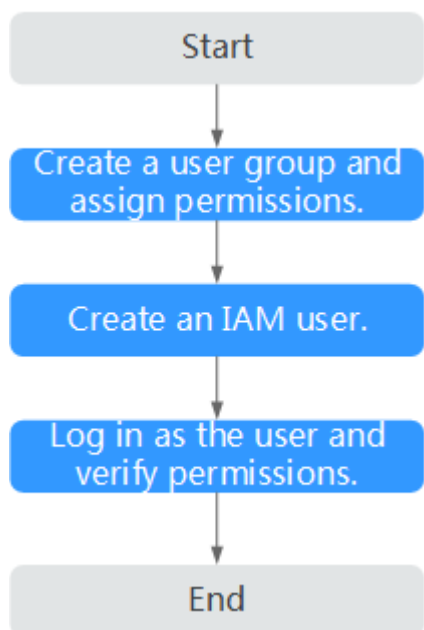 Start
Create a user group and
assign permissions.
Create an IAM user.
Log in as the user and
verify permissions.
End